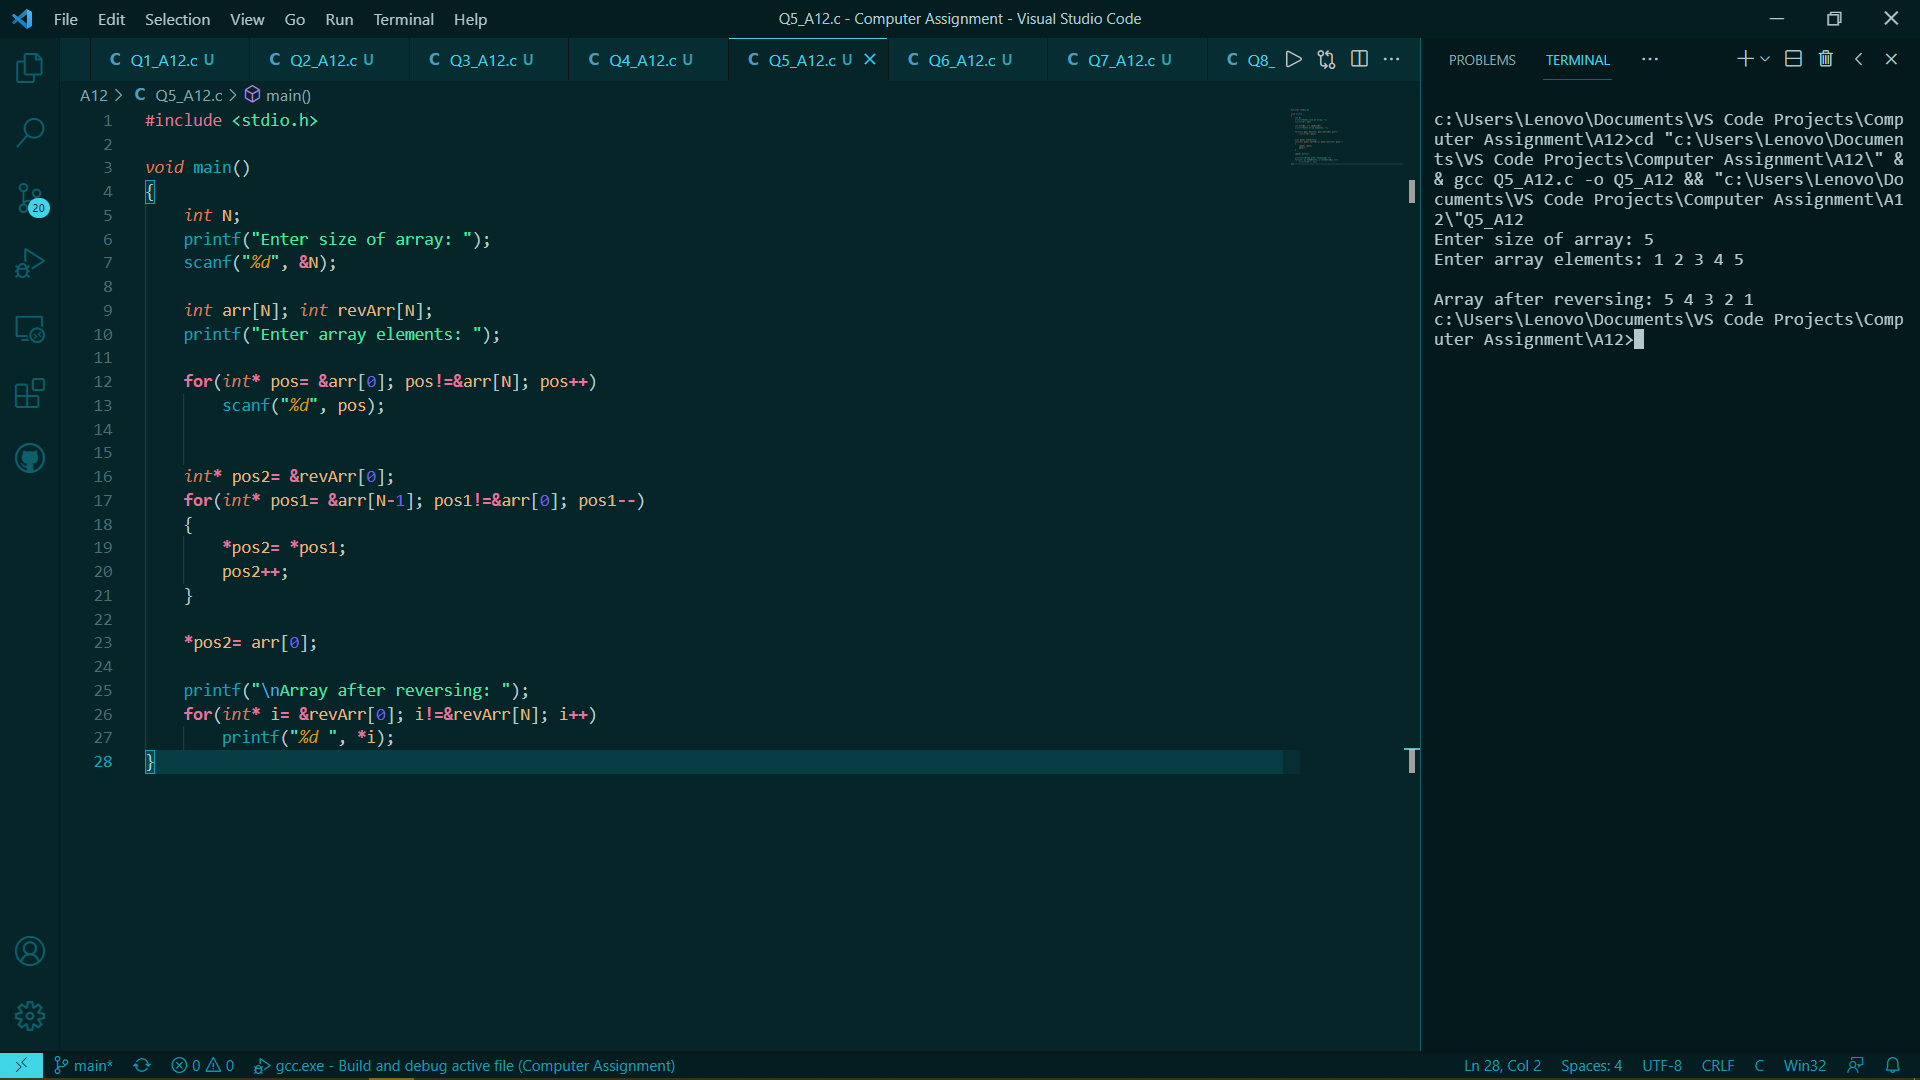 File Edit Selection View Go Run Terminal Help
Q5_A12.c - Computer Assignment - Visual Studio Code
C Q1_A12.c U C Q2_A12.c U C Q3_A12.c U C Q4_A12.c U C Q5_A12.c U C Q6_A12.c U C Q7_A12.c U C Q8_
A12 > C Q5_A12.c > main()
1 #include <stdio.h>
2
3 void main()
4 {
5 int N;
6 printf("Enter size of array: ");
7 scanf("%d", &N);
8
9 int arr[N]; int revArr[N];
10 printf("Enter array elements: ");
11
12 for(int* pos= &arr[0]; pos!=&arr[N]; pos++)
13 scanf("%d", pos);
14
15
16 int* pos2= &revArr[0];
17 for(int* pos1= &arr[N-1]; pos1!=&arr[0]; pos1--)
18 {
19 *pos2= *pos1;
20 pos2++;
21 }
22
23 *pos2= arr[0];
24
25 printf("\nArray after reversing: ");
26 for(int* i= &revArr[0]; i!=&revArr[N]; i++)
27 printf("%d ", *i);
28 }
20
PROBLEMS TERMINAL
c:\Users\Lenovo\Documents\VS Code Projects\Comp
uter Assignment\A12>cd "c:\Users\Lenovo\Documen
ts\VS Code Projects\Computer Assignment\A12\" &
& gcc Q5_A12.c -o Q5_A12 && "c:\Users\Lenovo\Do
cuments\VS Code Projects\Computer Assignment\A1
2\"Q5_A12
Enter size of array: 5
Enter array elements: 1 2 3 4 5
Array after reversing: 5 4 3 2 1
c:\Users\Lenovo\Documents\VS Code Projects\Comp
uter Assignment\A12>
main* 0 0 gcc.exe - Build and debug active file (Computer Assignment)
Ln 28, Col 2 Spaces: 4 UTF-8 CRLF C Win32